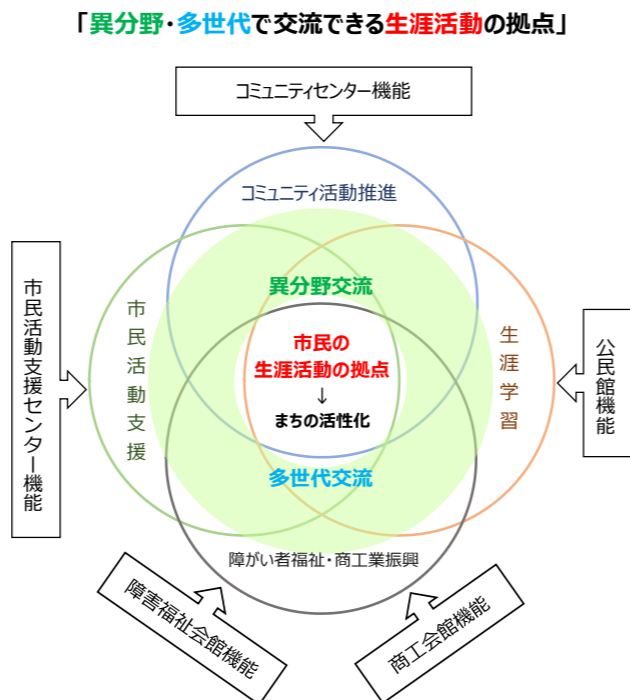 「異分野・多世代で交流できる生涯活動の拠点」
コミュニティセンター機能
コミュニティ活動推進
異分野交流
市民活動支援センター機能
市民活動支援
市民の
生涯活動の拠点
↓
まちの活性化
生涯学習
公民館機能
多世代交流
障がい者福祉・商工業振興
障害福祉会館機能
商工会館機能